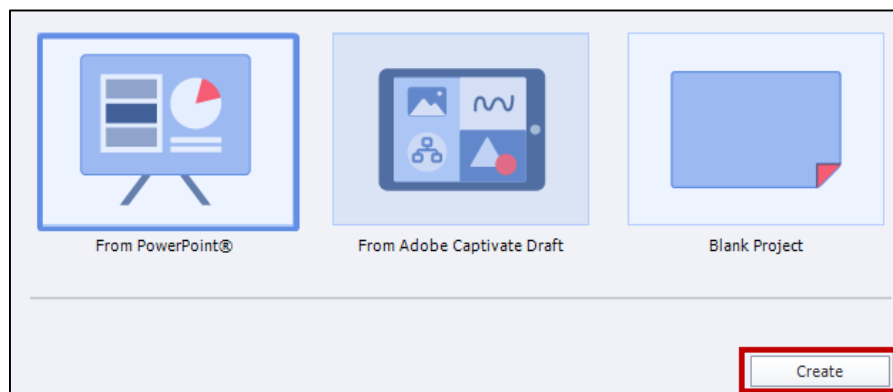 From PowerPoint®
From Adobe Captivate Draft
Blank Project
Create